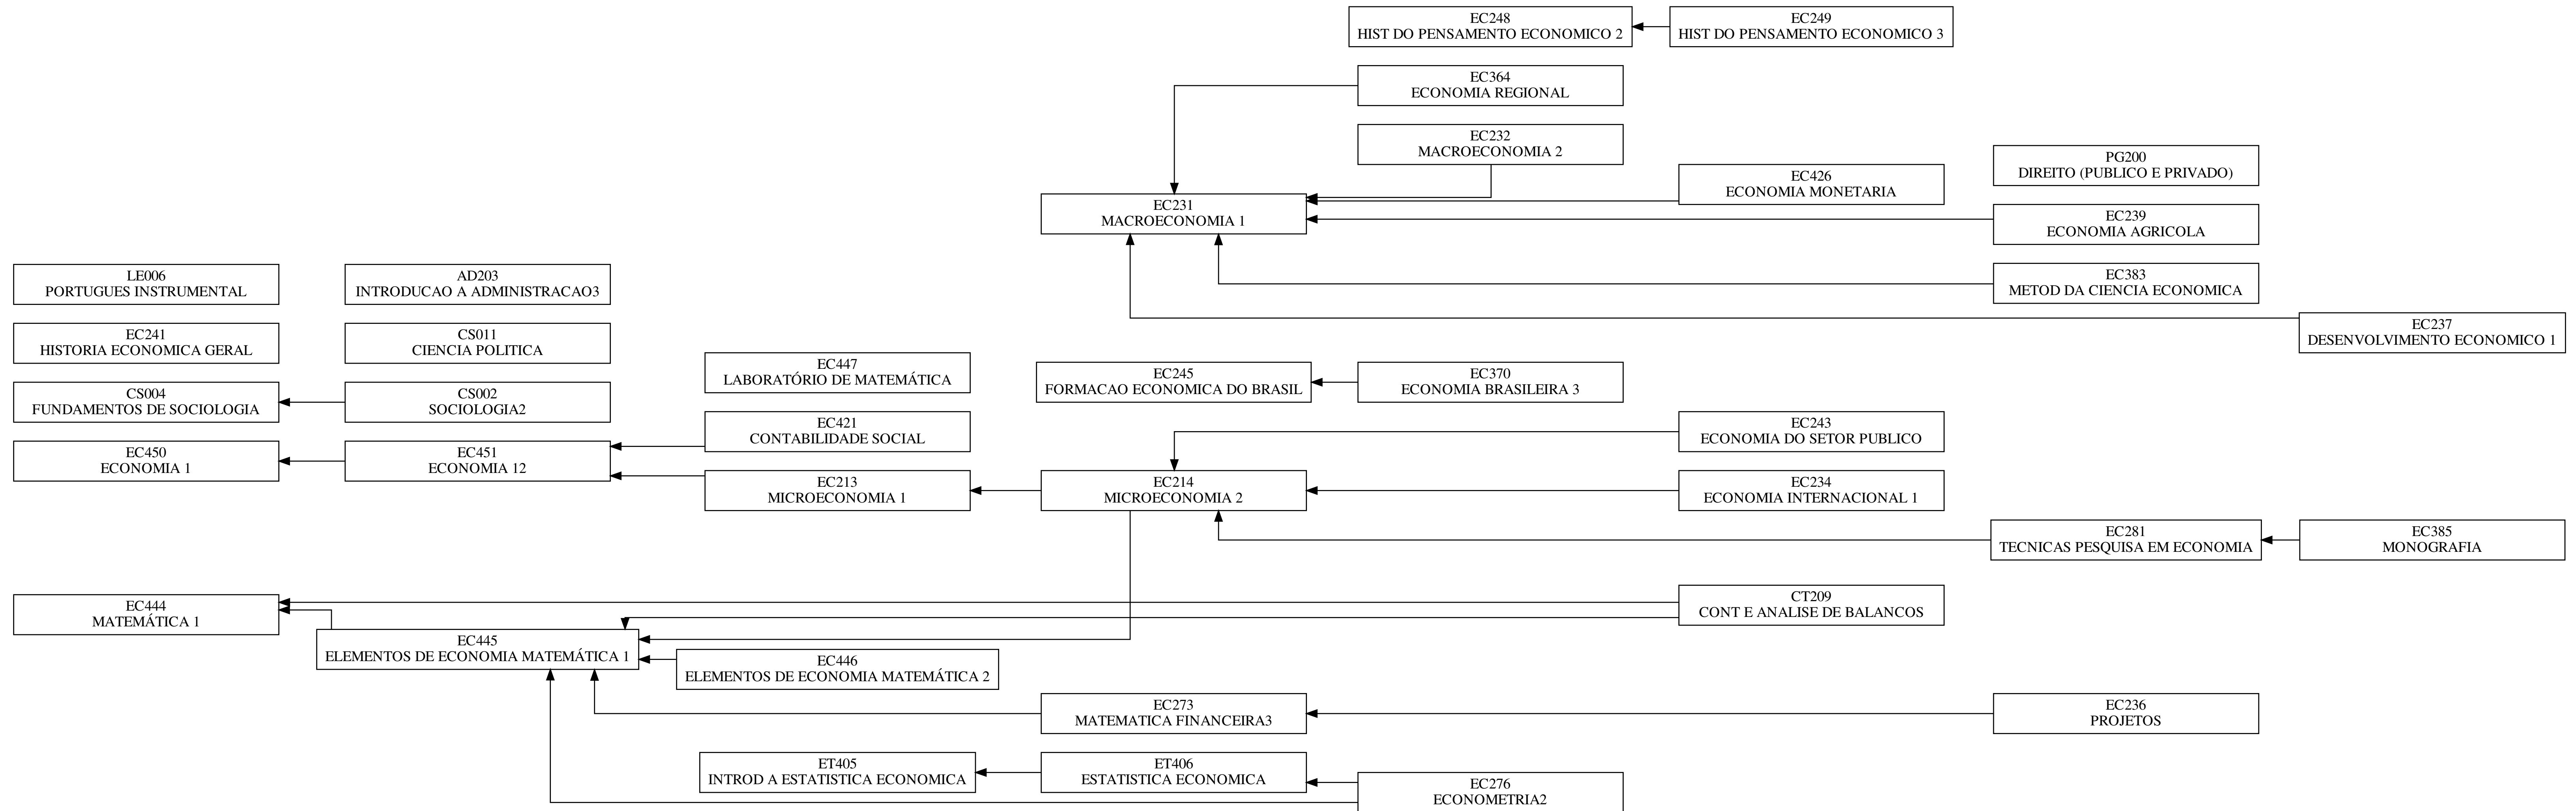 EC248
HIST DO PENSAMENTO ECONOMICO 2
EC249
HIST DO PENSAMENTO ECONOMICO 3
EC364
ECONOMIA REGIONAL
EC232
MACROECONOMIA 2
PG200
DIREITO (PUBLICO E PRIVADO)
EC426
ECONOMIA MONETARIA
EC231
MACROECONOMIA 1
EC239
ECONOMIA AGRICOLA
LE006
PORTUGUES INSTRUMENTAL
AD203
INTRODUCAO A ADMINISTRACAO3
EC383
METOD DA CIENCIA ECONOMICA
EC241
HISTORIA ECONOMICA GERAL
CS011
CIENCIA POLITICA
EC237
DESENVOLVIMENTO ECONOMICO 1
EC447
LABORATÓRIO DE MATEMÁTICA
EC245
FORMACAO ECONOMICA DO BRASIL
EC370
ECONOMIA BRASILEIRA 3
CS004
FUNDAMENTOS DE SOCIOLOGIA
CS002
SOCIOLOGIA2
EC421
CONTABILIDADE SOCIAL
EC243
ECONOMIA DO SETOR PUBLICO
EC450
ECONOMIA 1
EC451
ECONOMIA 12
EC213
MICROECONOMIA 1
EC214
MICROECONOMIA 2
EC234
ECONOMIA INTERNACIONAL 1
EC281
TECNICAS PESQUISA EM ECONOMIA
EC385
MONOGRAFIA
EC444
MATEMÁTICA 1
CT209
CONT E ANALISE DE BALANCOS
EC445
ELEMENTOS DE ECONOMIA MATEMÁTICA 1
EC446
ELEMENTOS DE ECONOMIA MATEMÁTICA 2
EC273
MATEMATICA FINANCEIRA3
EC236
PROJETOS
ET405
INTROD A ESTATISTICA ECONOMICA
ET406
ESTATISTICA ECONOMICA
EC276
ECONOMETRIA2